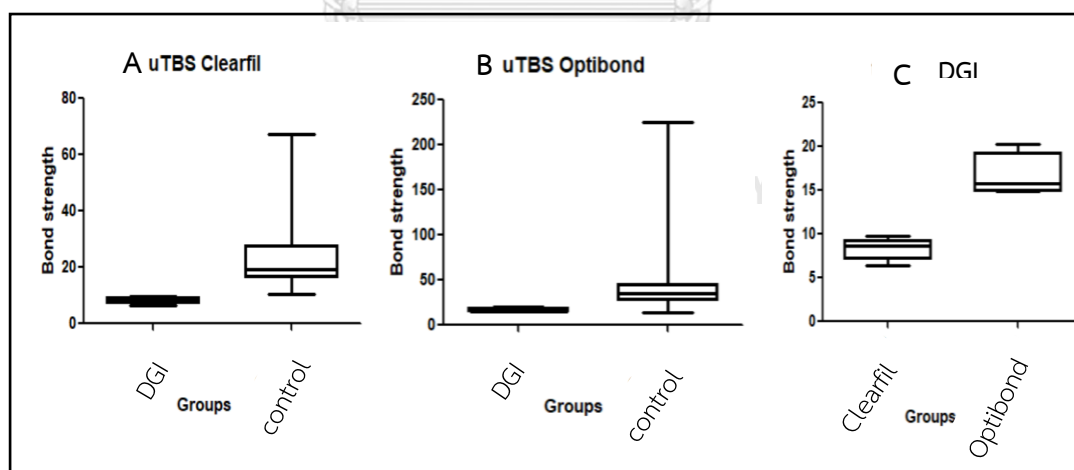 A uTBS Clearfil
80
60
40
20
0
Bond strength
DGI
control
Groups
B uTBS Optibond
250
200
150
100
50
0
Bond strength
DGI
control
Groups
C DGI
25
20
15
10
5
0
Bond strength
Clearfil
Optibond
Groups